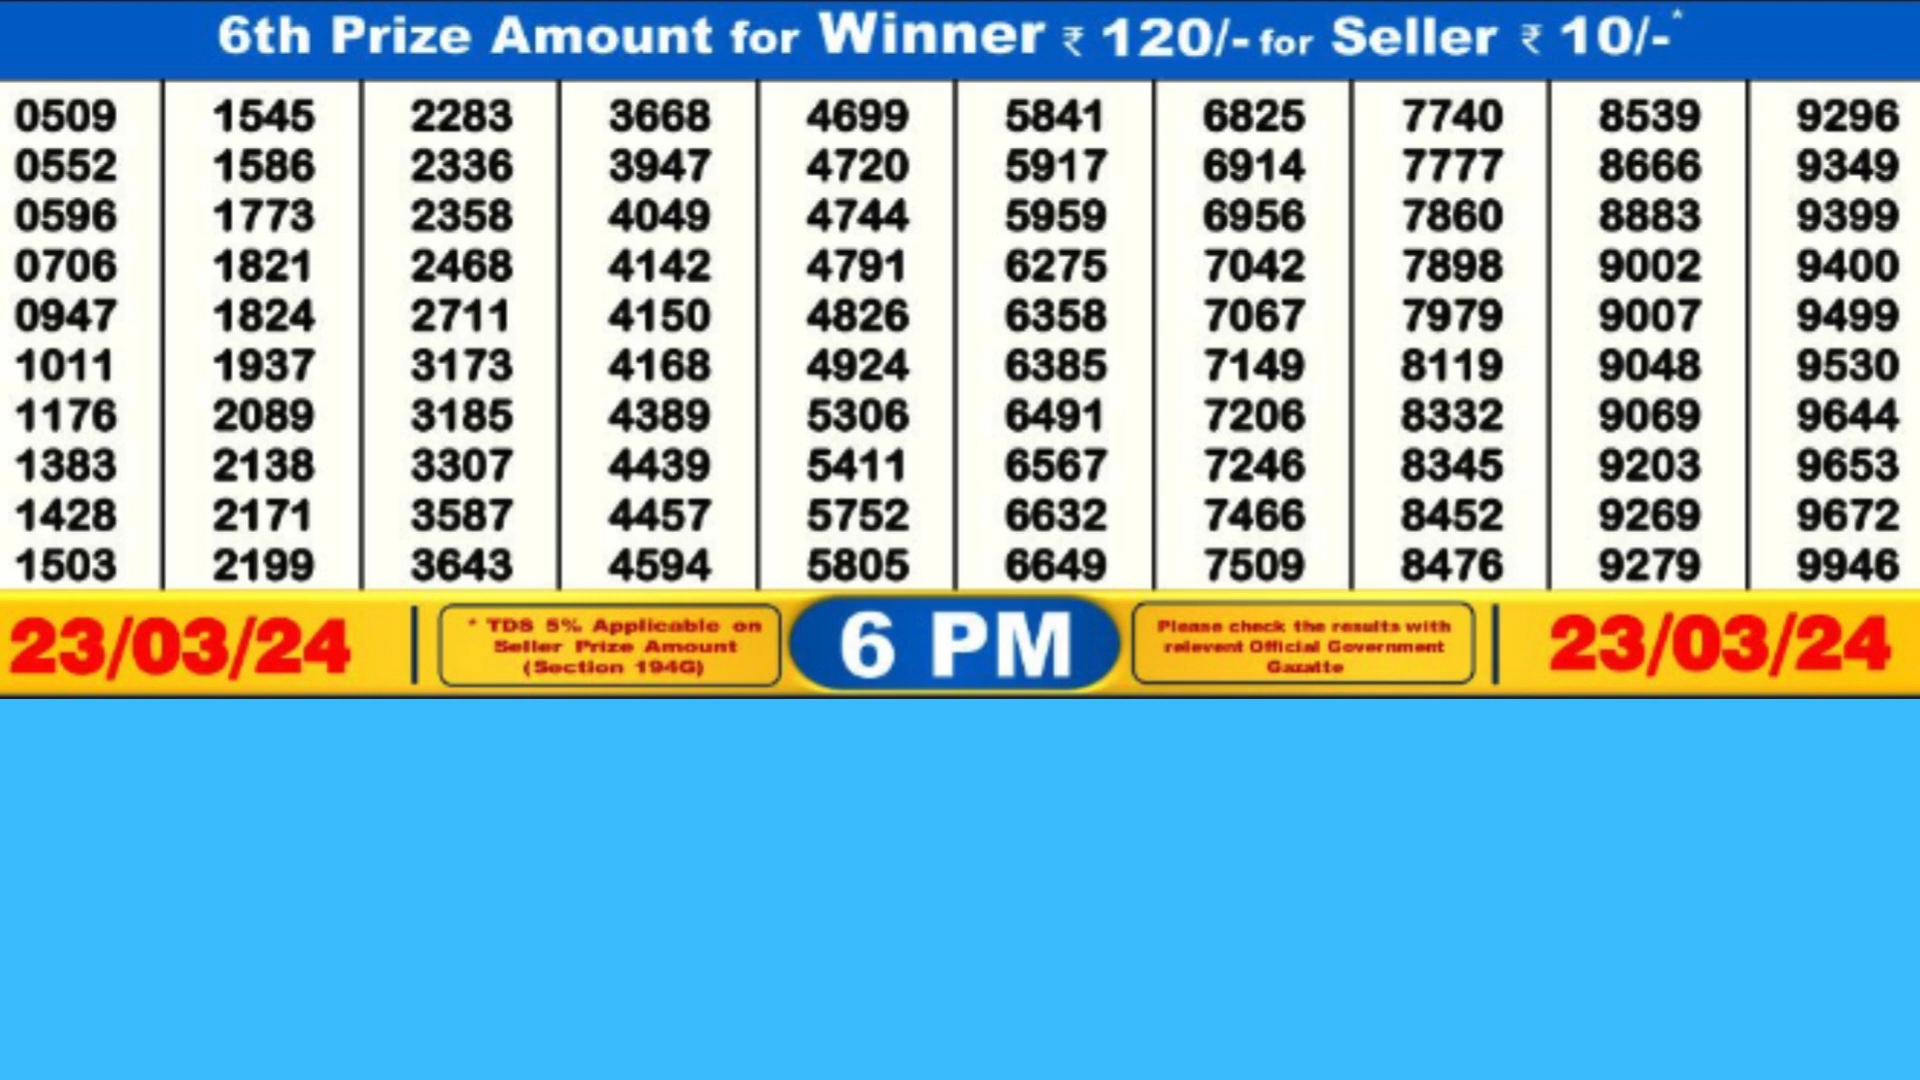 6th Prize Amount for Winner ₹ 120/- for Seller ₹ 10/-*
0509 1545 2283 3668 4699 5841 6825 7740 8539 9296
0552 1586 2336 3947 4720 5917 6914 7777 8666 9349
0596 1773 2358 4049 4744 5959 6956 7860 8883 9399
0706 1821 2468 4142 4791 6275 7042 7898 9002 9400
0947 1824 2711 4150 4826 6358 7067 7979 9007 9499
1011 1937 3173 4168 4924 6385 7149 8119 9048 9530
1176 2089 3185 4389 5306 6491 7206 8332 9069 9644
1383 2138 3307 4439 5411 6567 7246 8345 9203 9653
1428 2171 3587 4457 5752 6632 7466 8452 9269 9672
1503 2199 3643 4594 5805 6649 7509 8476 9279 9946
23/03/24
* TDS 5% Applicable on
Seller Prize Amount
(Section 194G)
6 PM
Please check the results with
relevent Official Government
Gazatte
23/03/24